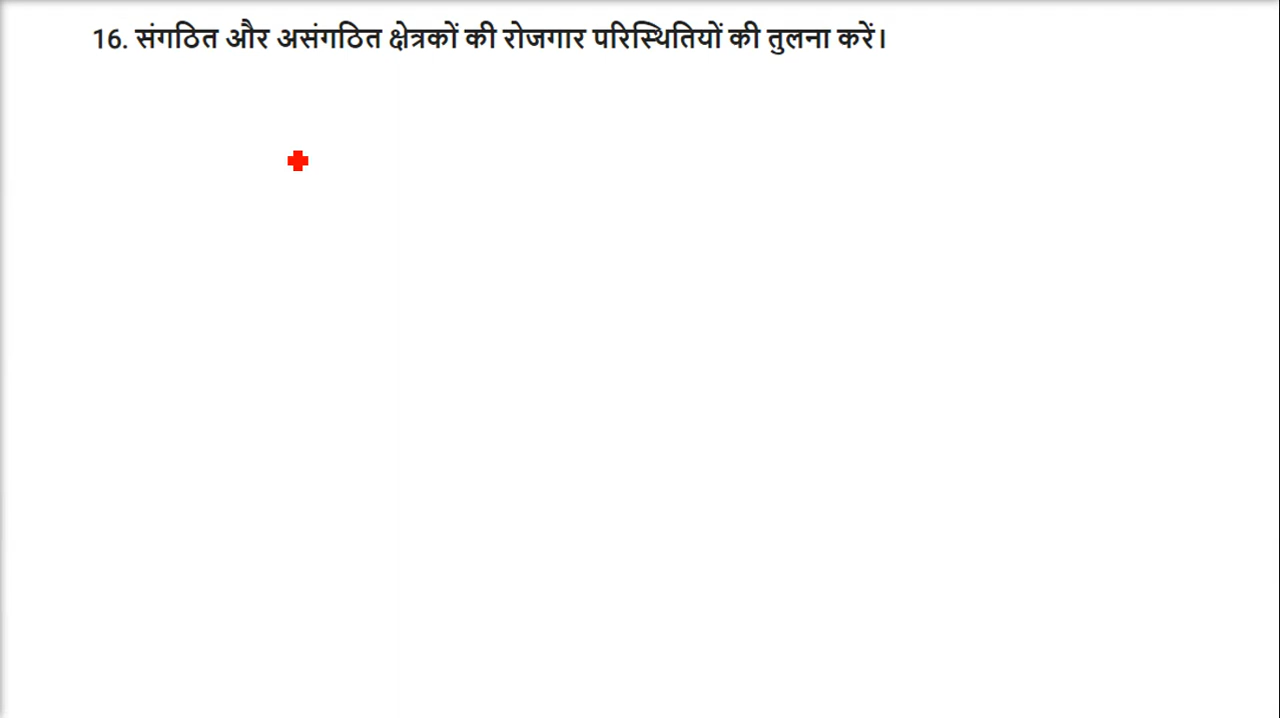 16. संगठित और असंगठित क्षेत्रकों की रोजगार परिस्थितियों की तुलना करें।